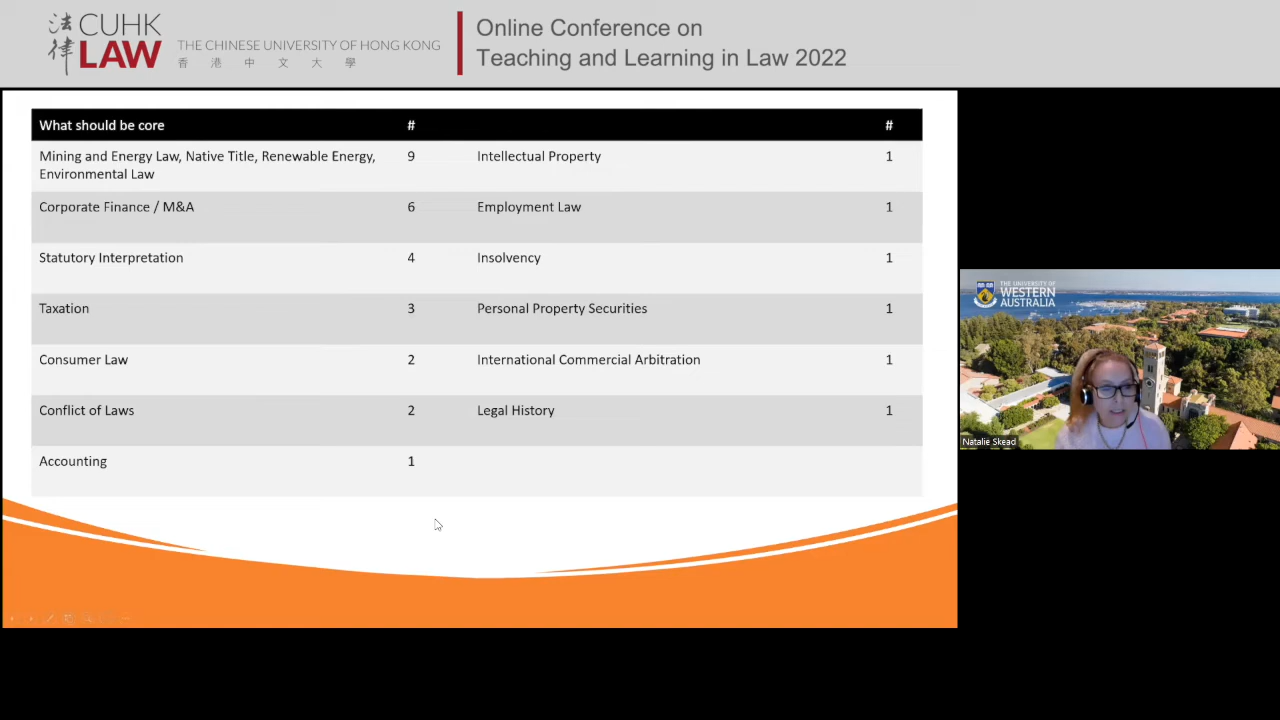 法律 CUHK LAW
THE CHINESE UNIVERSITY OF HONG KONG
香港中文大學
Online Conference on
Teaching and Learning in Law 2022
What should be core # #
Mining and Energy Law, Native Title, Renewable Energy,
Environmental Law 9 Intellectual Property 1
Corporate Finance / M&A 6 Employment Law 1
Statutory Interpretation 4 Insolvency 1
Taxation 3 Personal Property Securities 1
Consumer Law 2 International Commercial Arbitration 1
Conflict of Laws 2 Legal History 1
Accounting 1
THE UNIVERSITY OF
WESTERN
AUSTRALIA
Natalie Skead